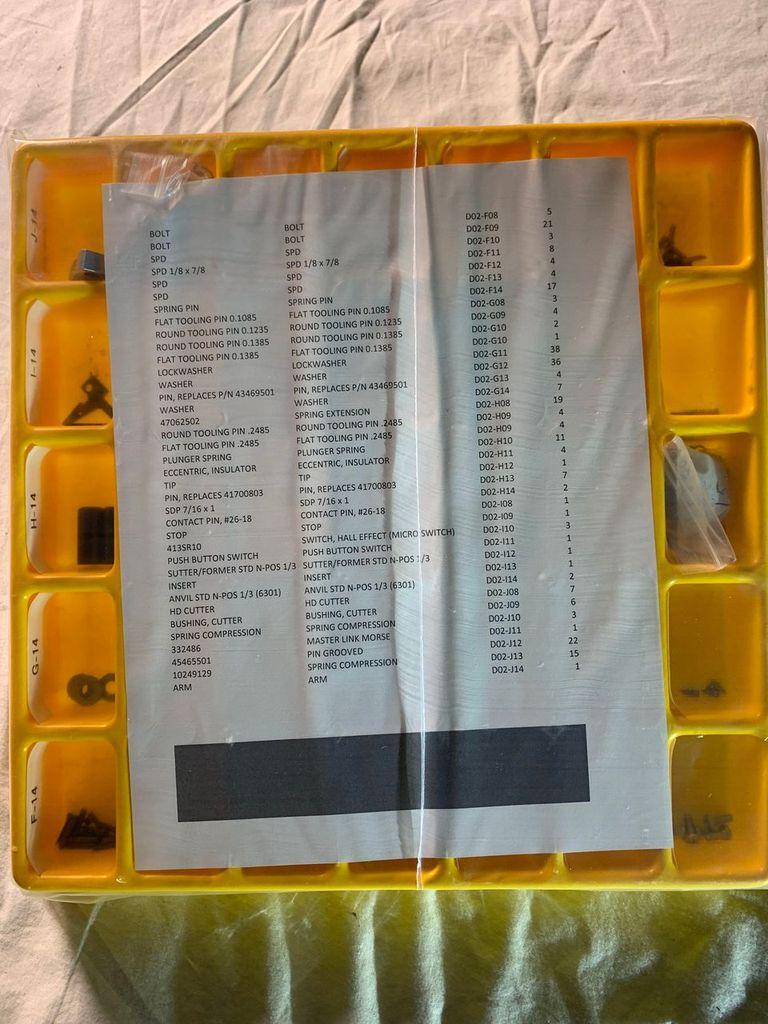 J-14
I-14
H-14
G-14
F-14
BOLT BOLT D02-F08 5
BOLT BOLT D02-F09 21
SPD SPD D02-F10 3
SPD 1/8 x 7/8 SPD 1/8 x 7/8 D02-F11 8
SPD SPD D02-F12 4
SPD SPD D02-F13 4
SPRING PIN SPRING PIN D02-F14 17
FLAT TOOLING PIN 0.1085 FLAT TOOLING PIN 0.1085 D02-G08 3
ROUND TOOLING PIN 0.1235 ROUND TOOLING PIN 0.1235 D02-G09 4
ROUND TOOLING PIN 0.1385 ROUND TOOLING PIN 0.1385 D02-G10 2
FLAT TOOLING PIN 0.1385 FLAT TOOLING PIN 0.1385 D02-G10 1
LOCKWASHER LOCKWASHER D02-G11 38
WASHER WASHER D02-G12 36
PIN, REPLACES P/N 43469501 PIN, REPLACES P/N 43469501 D02-G13 4
WASHER WASHER D02-G14 7
47062502 SPRING EXTENSION D02-H08 19
ROUND TOOLING PIN .2485 ROUND TOOLING PIN .2485 D02-H09 4
FLAT TOOLING PIN .2485 FLAT TOOLING PIN .2485 D02-H09 4
PLUNGER SPRING PLUNGER SPRING D02-H10 11
ECCENTRIC, INSULATOR ECCENTRIC, INSULATOR D02-H11 4
TIP TIP D02-H12 1
PIN, REPLACES 41700803 PIN, REPLACES 41700803 D02-H13 7
SDP 7/16 x 1 SDP 7/16 x 1 D02-H14 2
CONTACT PIN, #26-18 CONTACT PIN, #26-18 D02-I08 1
STOP STOP D02-I09 1
413SR10 SWITCH, HALL EFFECT (MICRO SWITCH) D02-I10 3
PUSH BUTTON SWITCH PUSH BUTTON SWITCH D02-I11 1
SUTTER/FORMER STD N-POS 1/3 SUTTER/FORMER STD N-POS 1/3 D02-I12 1
INSERT INSERT D02-I13 1
ANVIL STD N-POS 1/3 (6301) ANVIL STD N-POS 1/3 (6301) D02-I14 2
HD CUTTER HD CUTTER D02-J08 7
BUSHING, CUTTER BUSHING, CUTTER D02-J09 6
SPRING COMPRESSION SPRING COMPRESSION D02-J10 3
332486 MASTER LINK MORSE D02-J11 1
45465501 PIN GROOVED D02-J12 22
10249129 SPRING COMPRESSION D02-J13 15
ARM ARM D02-J14 1